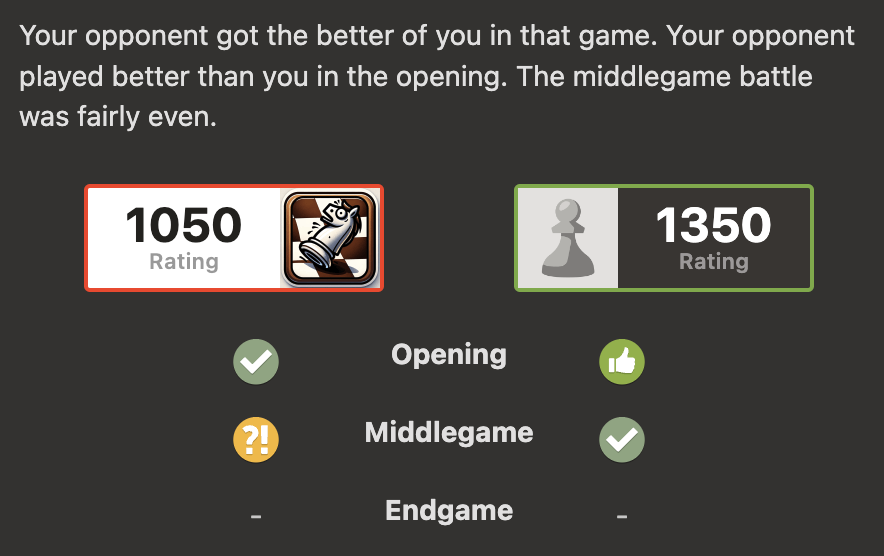 Your opponent got the better of you in that game. Your opponent
played better than you in the opening. The middlegame battle
was fairly even.
1050
Rating
1350
Rating
Opening
?! Middlegame
- Endgame -